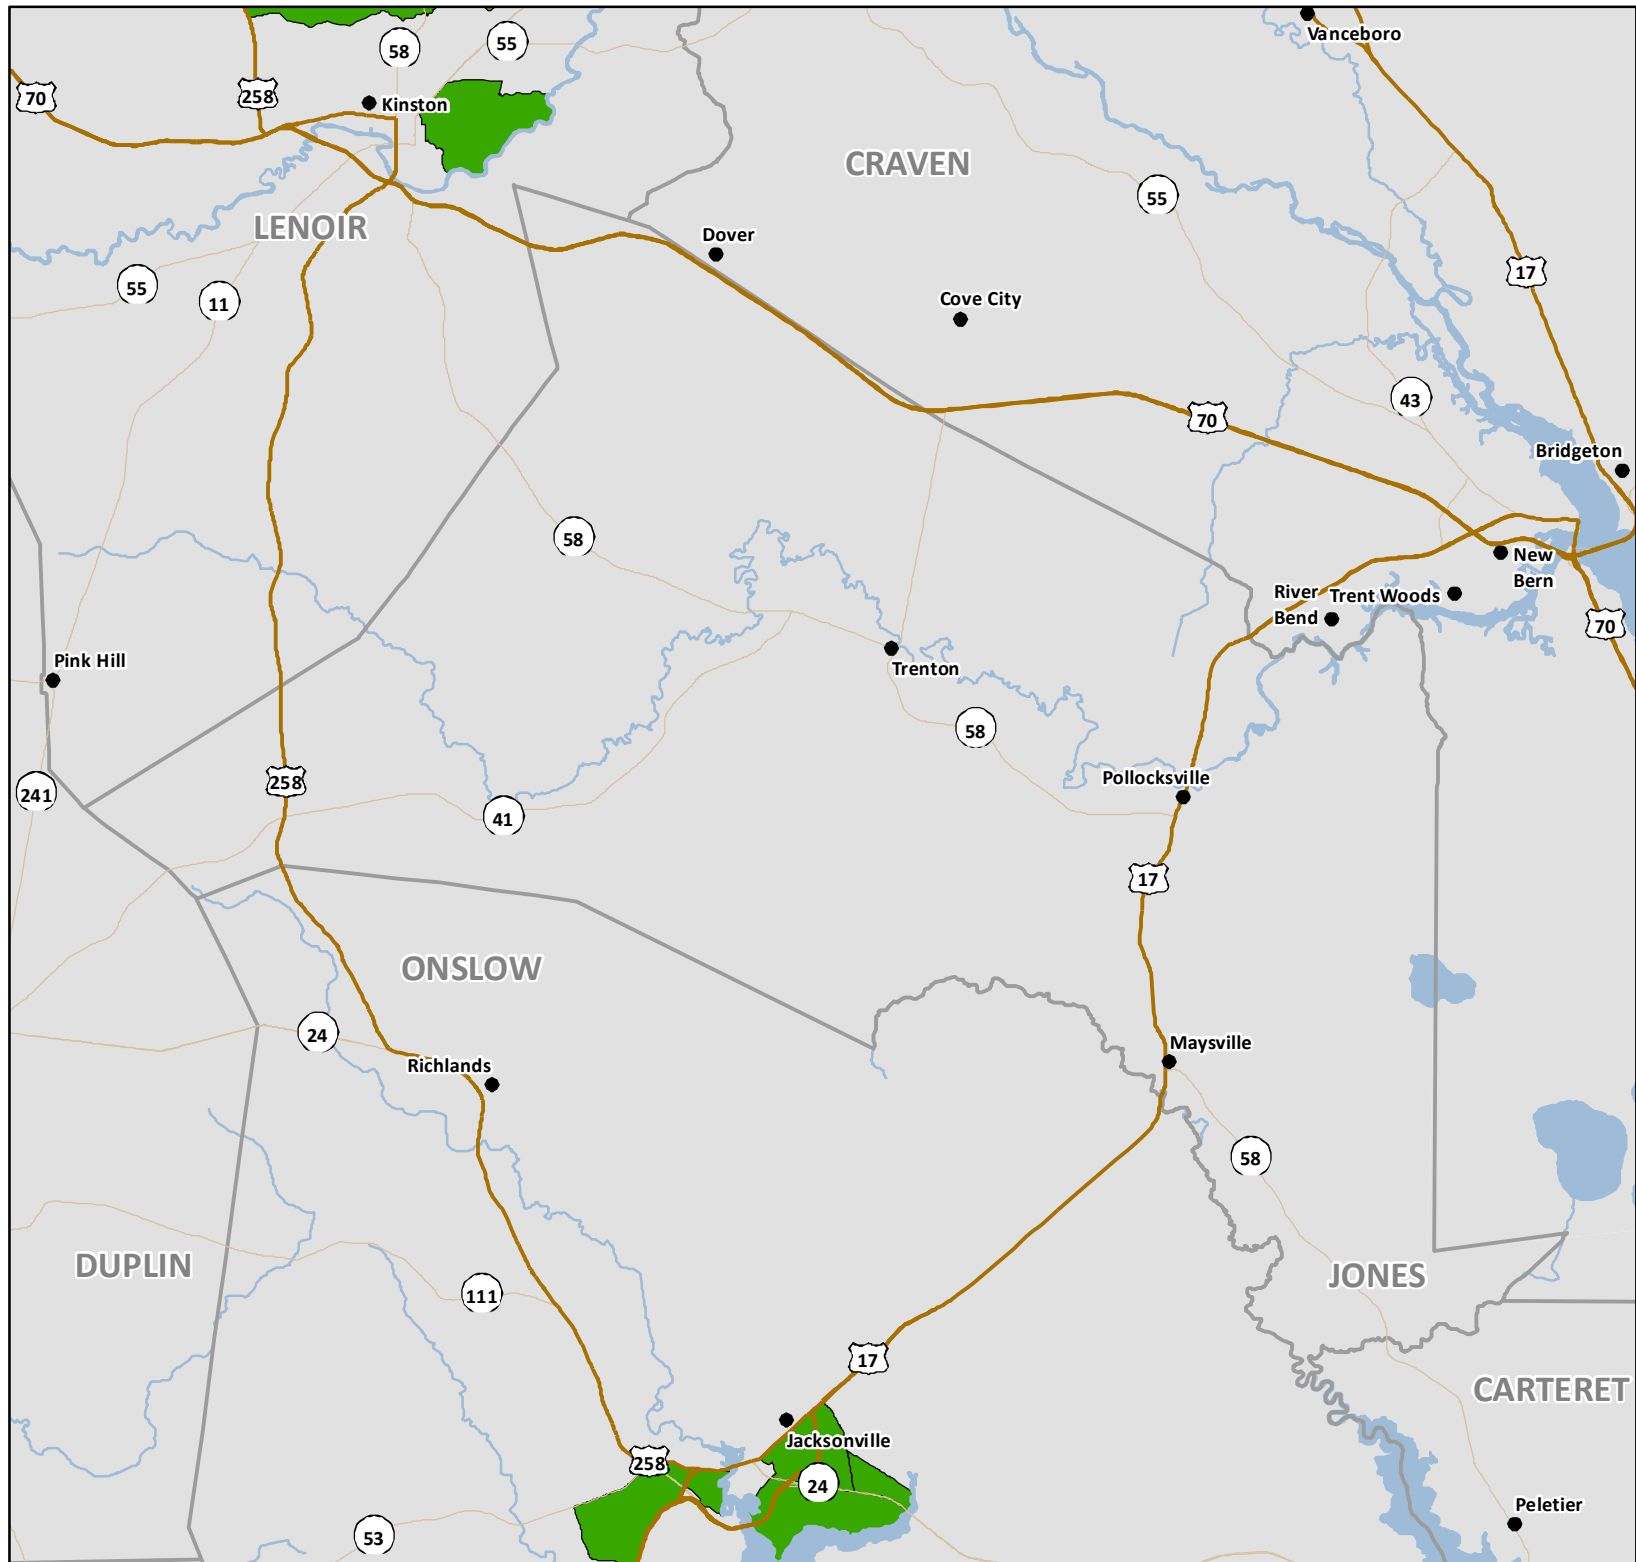 Vanceboro
58
55
70
258
Kinston
CRAVEN
55
LENOIR
Dover
17
55
11
Cove City
43
70
Bridgeton
58
New
Bern
River
Bend
Trent Woods
70
Pink Hill
Trenton
58
258
241
Pollocksville
41
17
ONSLOW
24
Maysville
Richlands
58
DUPLIN
JONES
111
17
CARTERET
Jacksonville
258
24
Peletier
53